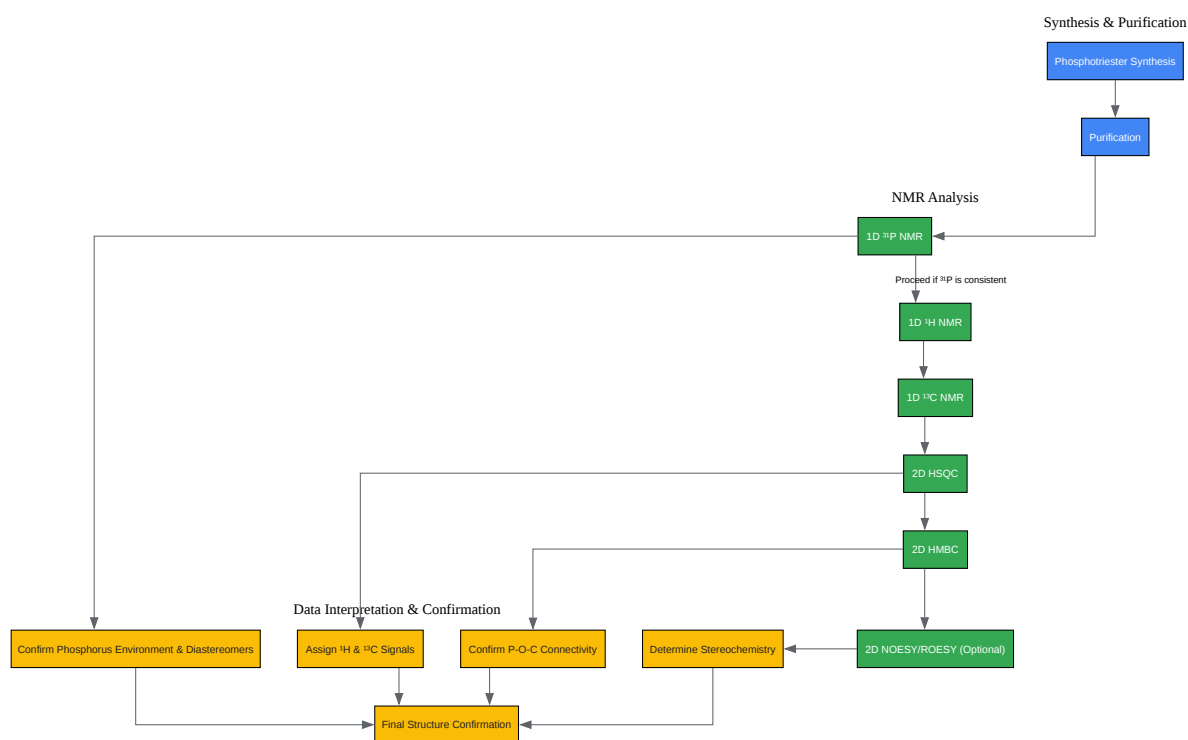 Synthesis & Purification
Phosphotriester Synthesis
Purification
NMR Analysis
1D ³¹P NMR
Proceed if ³¹P is consistent
1D ¹H NMR
1D ¹³C NMR
2D HSQC
2D HMBC
Data Interpretation & Confirmation
Confirm Phosphorus Environment & Diastereomers
Assign ¹H & ¹³C Signals
Confirm P-O-C Connectivity
Determine Stereochemistry
2D NOESY/ROESY (Optional)
Final Structure Confirmation